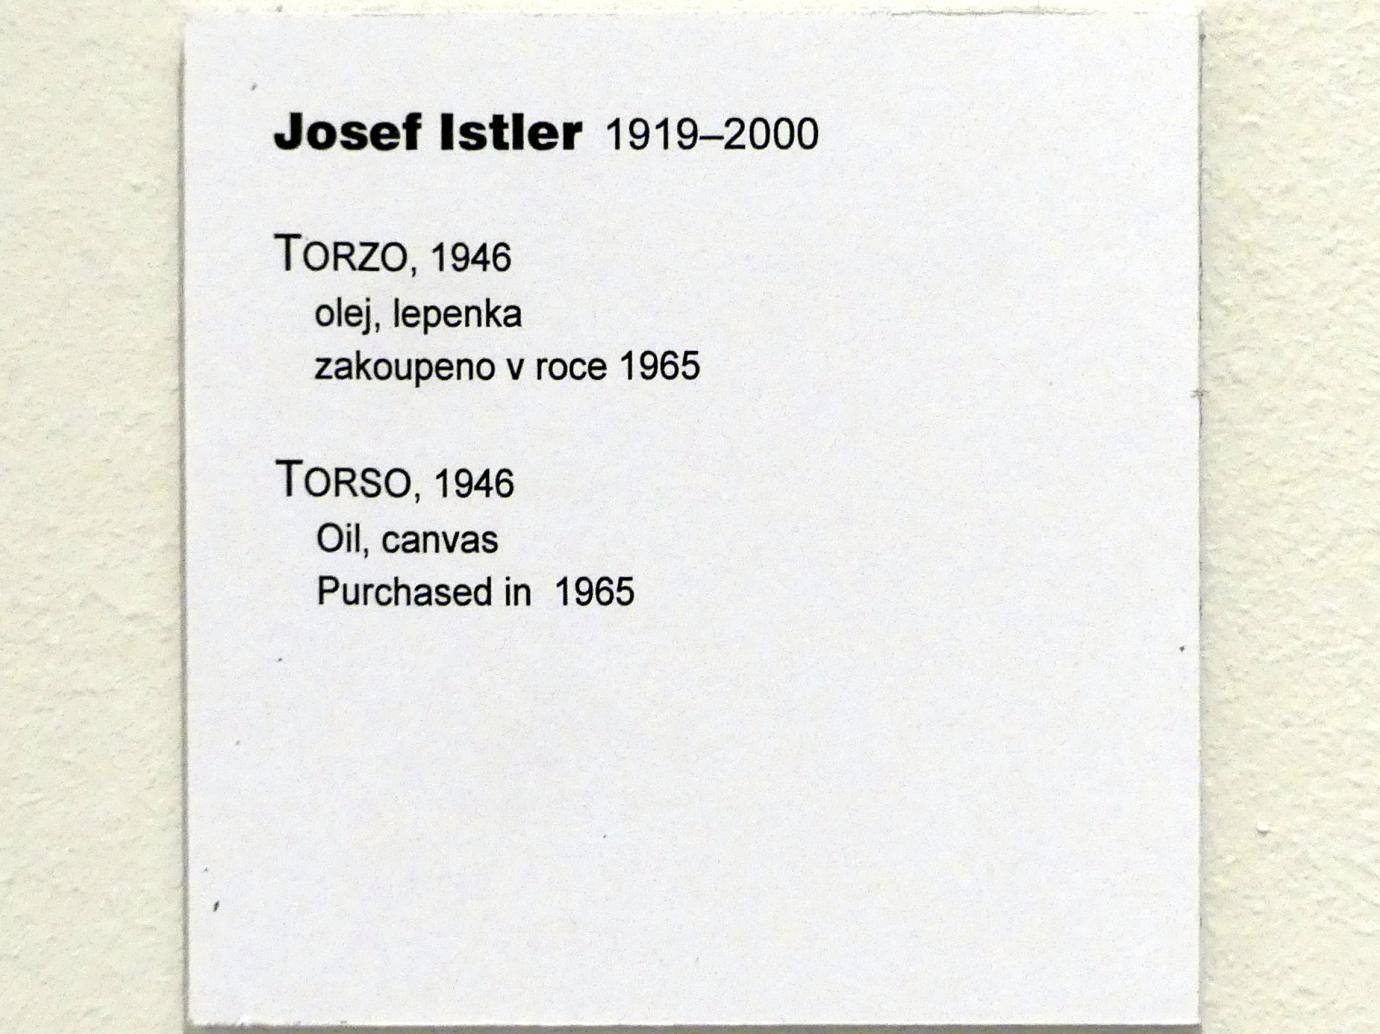 Josef Istler 1919–2000
TORZO, 1946
olej, lepenka
zakoupeno v roce 1965
TORSO, 1946
Oil, canvas
Purchased in 1965